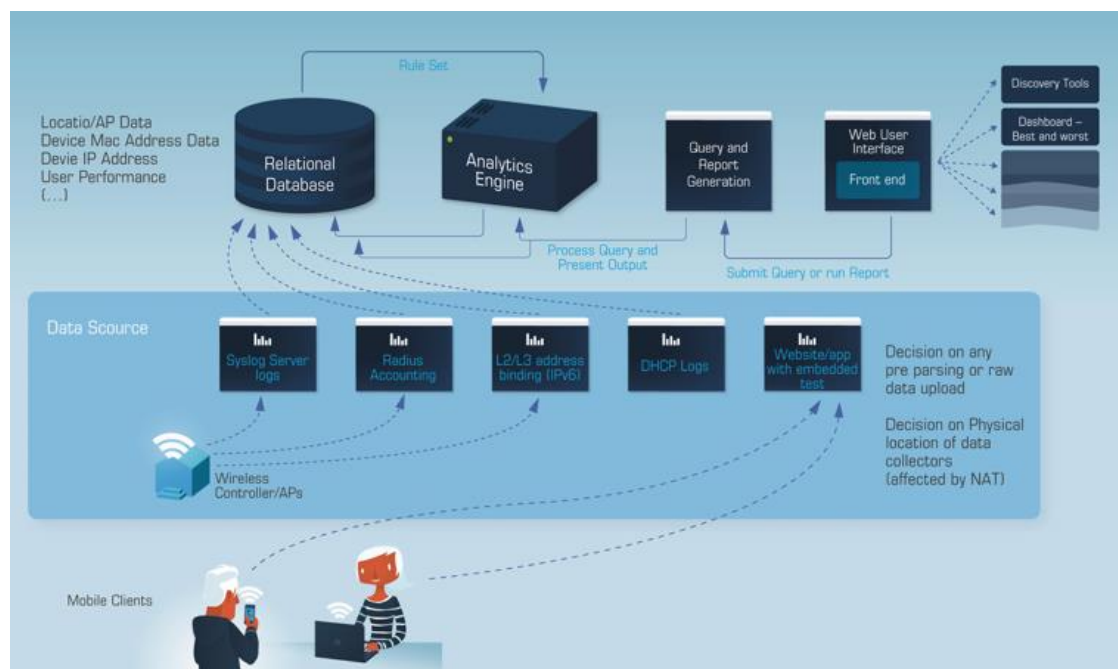 Rule Set
Locatio/AP Data
Device Mac Address Data
Devie IP Address
User Performance
(...)
Relational
Database
Analytics
Engine
Query and
Report
Generation
Web User
Interface
Front end
Discovery Tools
Dashboard –
Best and worst
Process Query and
Present Output
Submit Query or run Report
Data Scource
Syslog Server
logs
Radius
Accounting
L2/L3 address
binding (IPv6)
DHCP Logs
Website/app
with embedded
test
Decision on any
pre parsing or raw
data upload
Decision on Physical
location of data
collectors
(affected by NAT)
Wireless
Controller/APs
Mobile Clients